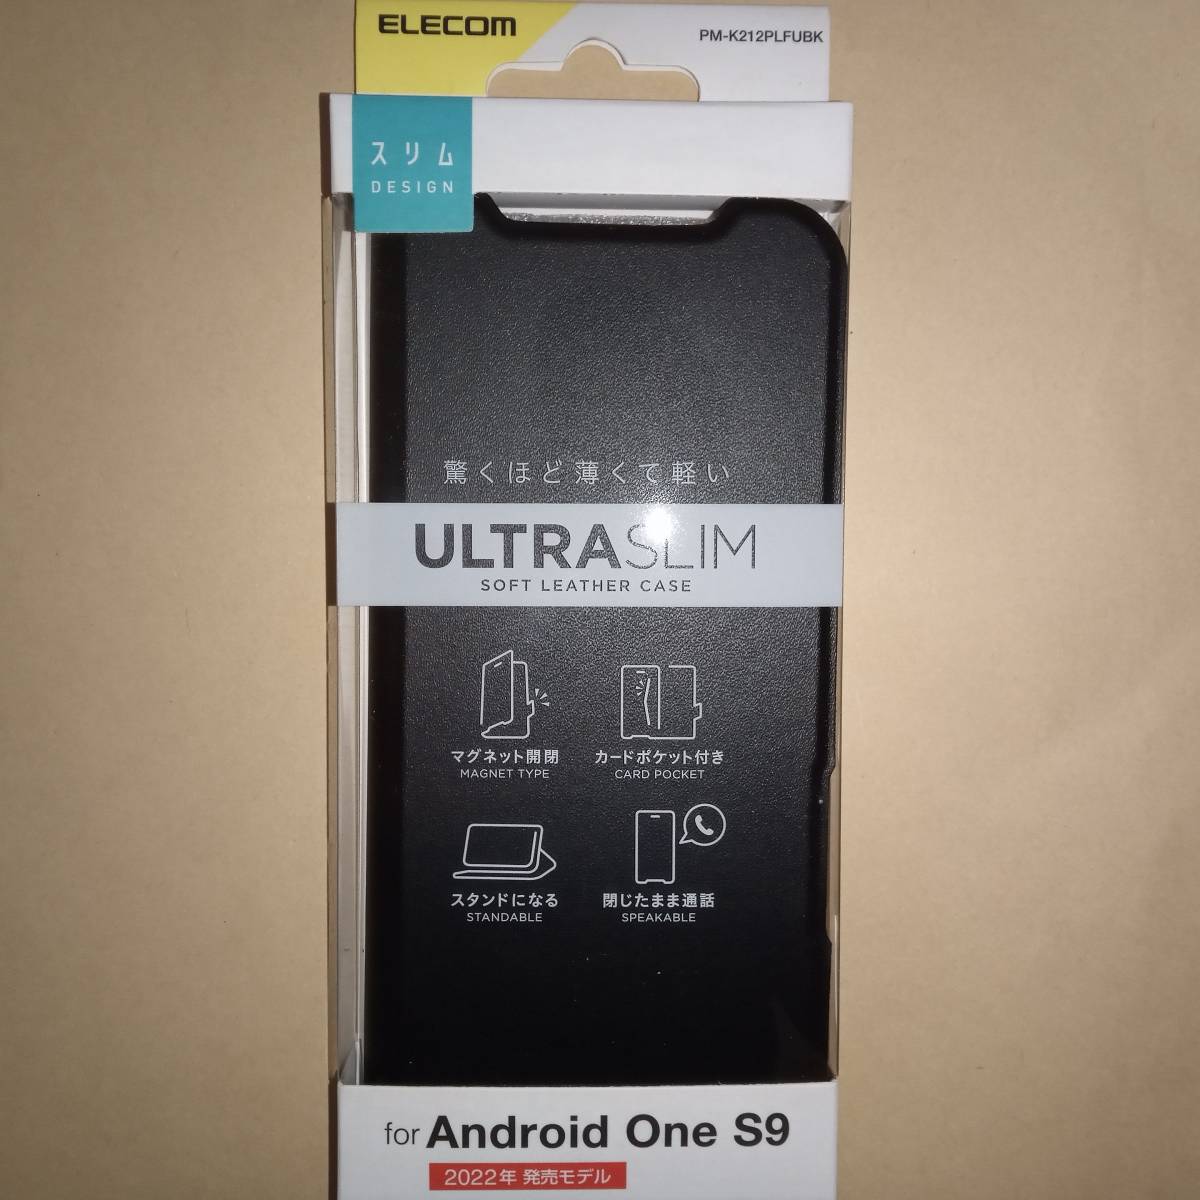 ELECOM
PM-K212PLFUBK
スリム
DESIGN
驚くほど薄くて軽い
ULTRASLIM
SOFT LEATHER CASE
マグネット開閉
MAGNET TYPE
カードポケット付き
CARD POCKET
スタンドになる
STANDABLE
閉じたまま通話
SPEAKABLE
for Android One S9
2022年 発売モデル